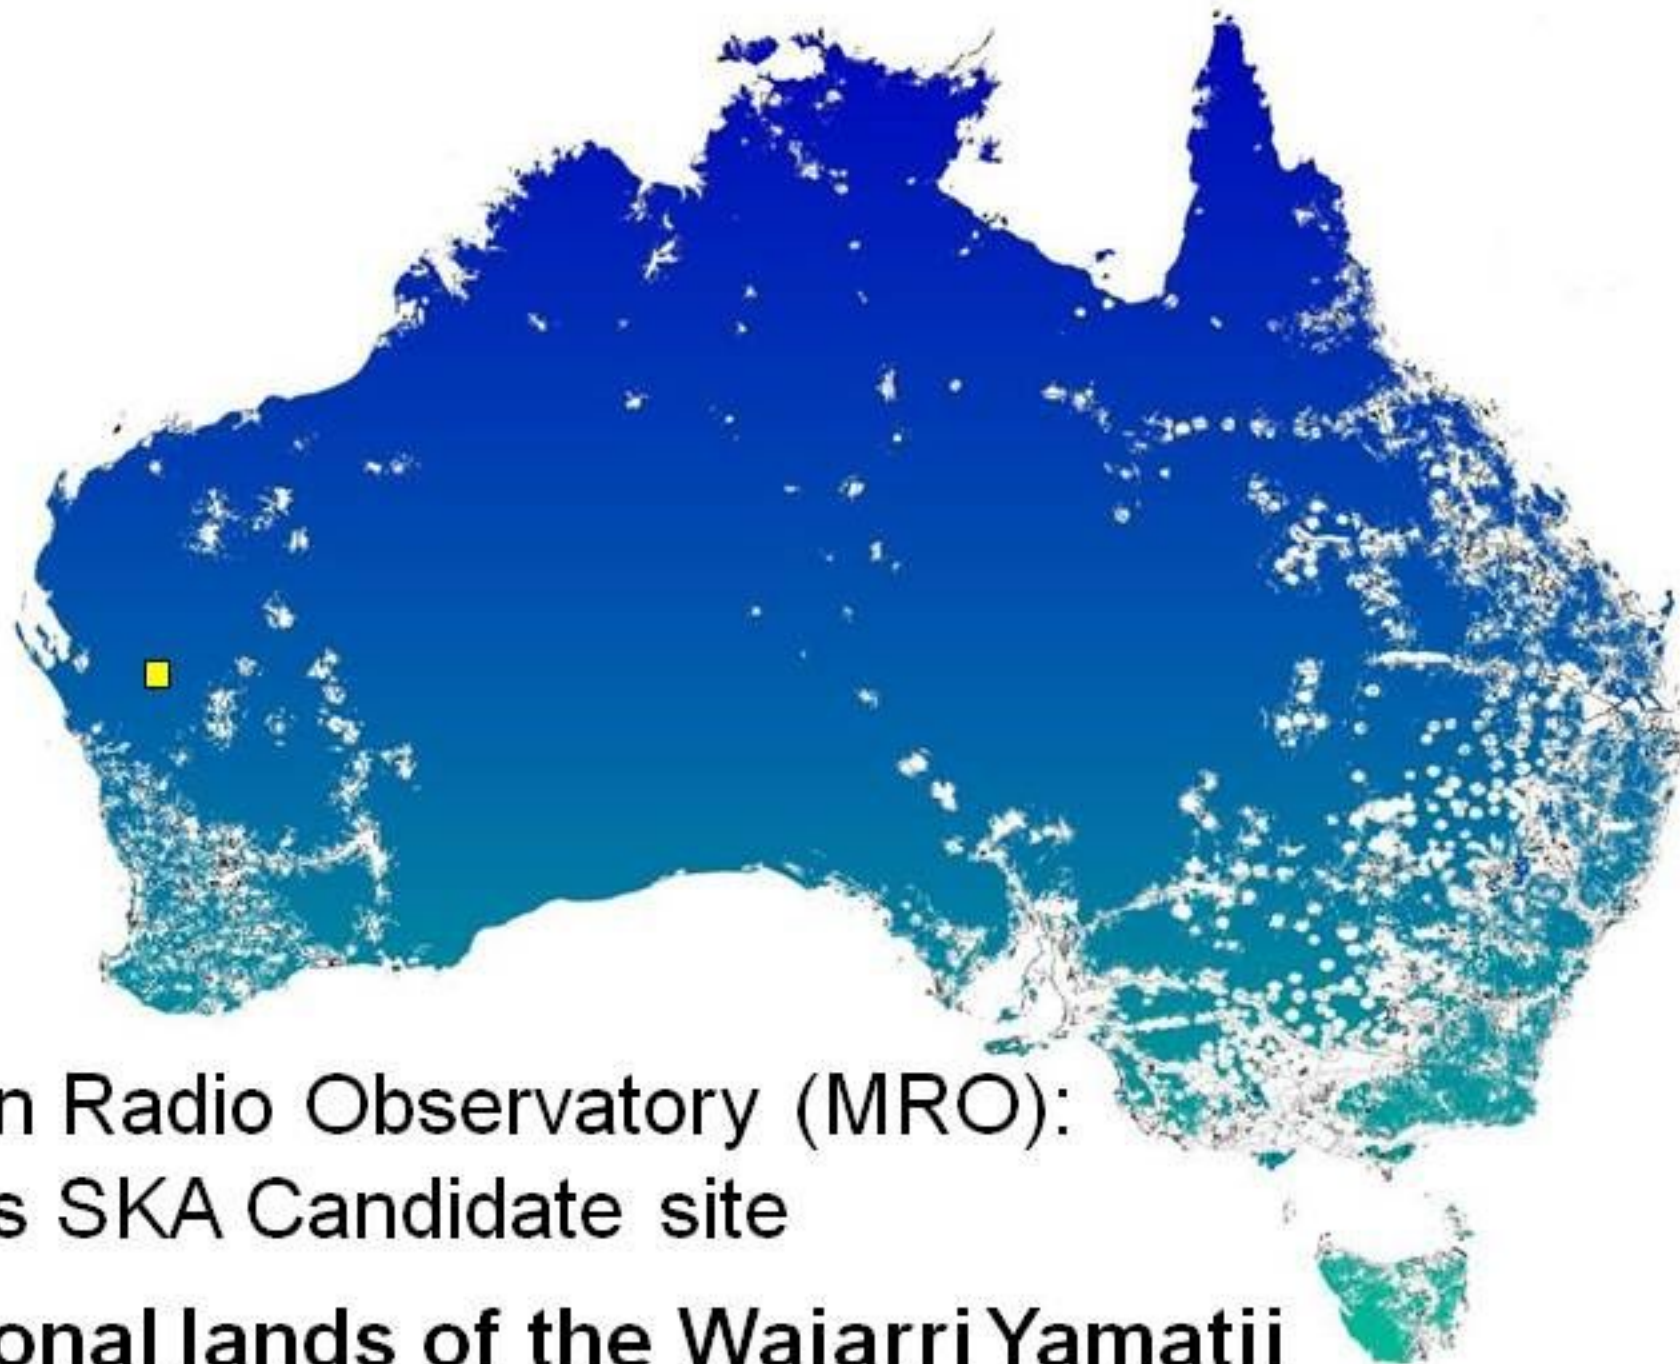 n Radio Observatory (MRO):
s SKA Candidate site
onal lands of the Wajarri Yamatji